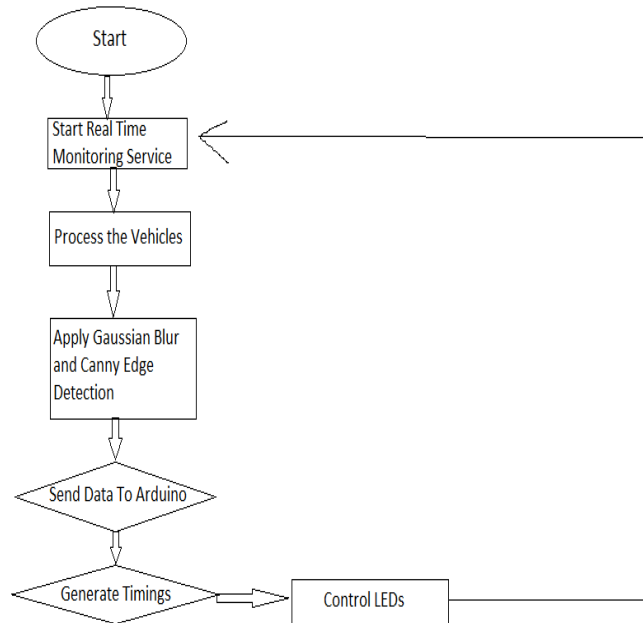 Start
Start Real Time
Monitoring Service
Process the Vehicles
Apply Gaussian Blur
and Canny Edge
Detection
Send Data To Arduino
Generate Timings
Control LEDs